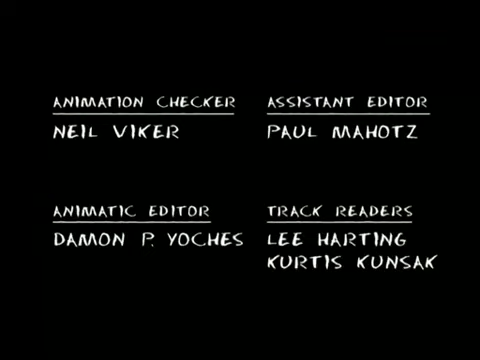 ANIMATION CHECKER
NEIL VIKER
ASSISTANT EDITOR
PAUL MAHOTZ
ANIMATIC EDITOR
DAMON P. YOCHES
TRACK READERS
LEE HARTING
KURTIS KUNSAK